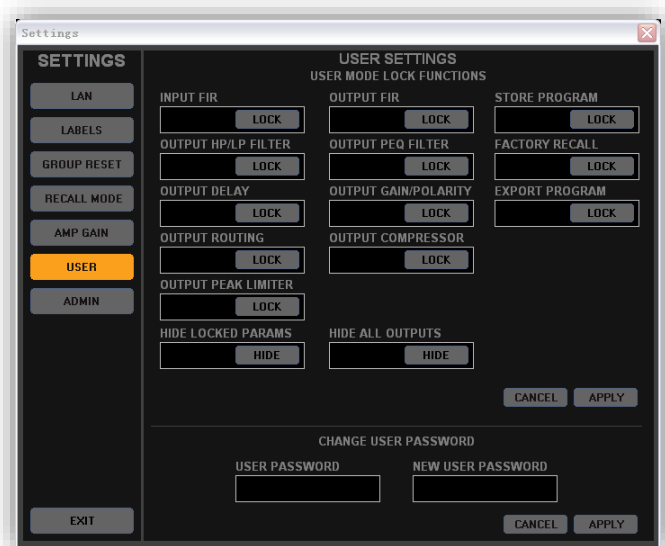 Settings
SETTINGS
LAN
LABELS
GROUP RESET
RECALL MODE
AMP GAIN
USER
ADMIN
EXIT
USER SETTINGS
USER MODE LOCK FUNCTIONS
INPUT FIR OUTPUT FIR STORE PROGRAM
LOCK LOCK LOCK
OUTPUT HP/LP FILTER OUTPUT PEQ FILTER FACTORY RECALL
LOCK LOCK LOCK
OUTPUT DELAY OUTPUT GAIN/POLARITY EXPORT PROGRAM
LOCK LOCK LOCK
OUTPUT ROUTING OUTPUT COMPRESSOR
LOCK LOCK
OUTPUT PEAK LIMITER
LOCK
HIDE LOCKED PARAMS HIDE ALL OUTPUTS
HIDE HIDE
CANCEL APPLY
CHANGE USER PASSWORD
USER PASSWORD NEW USER PASSWORD
CANCEL APPLY